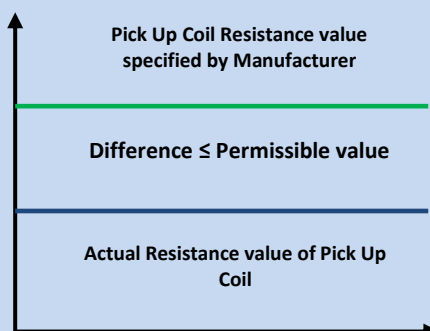 Pick Up Coil Resistance value
specified by Manufacturer
Difference ≤ Permissible value
Actual Resistance value of Pick Up
Coil